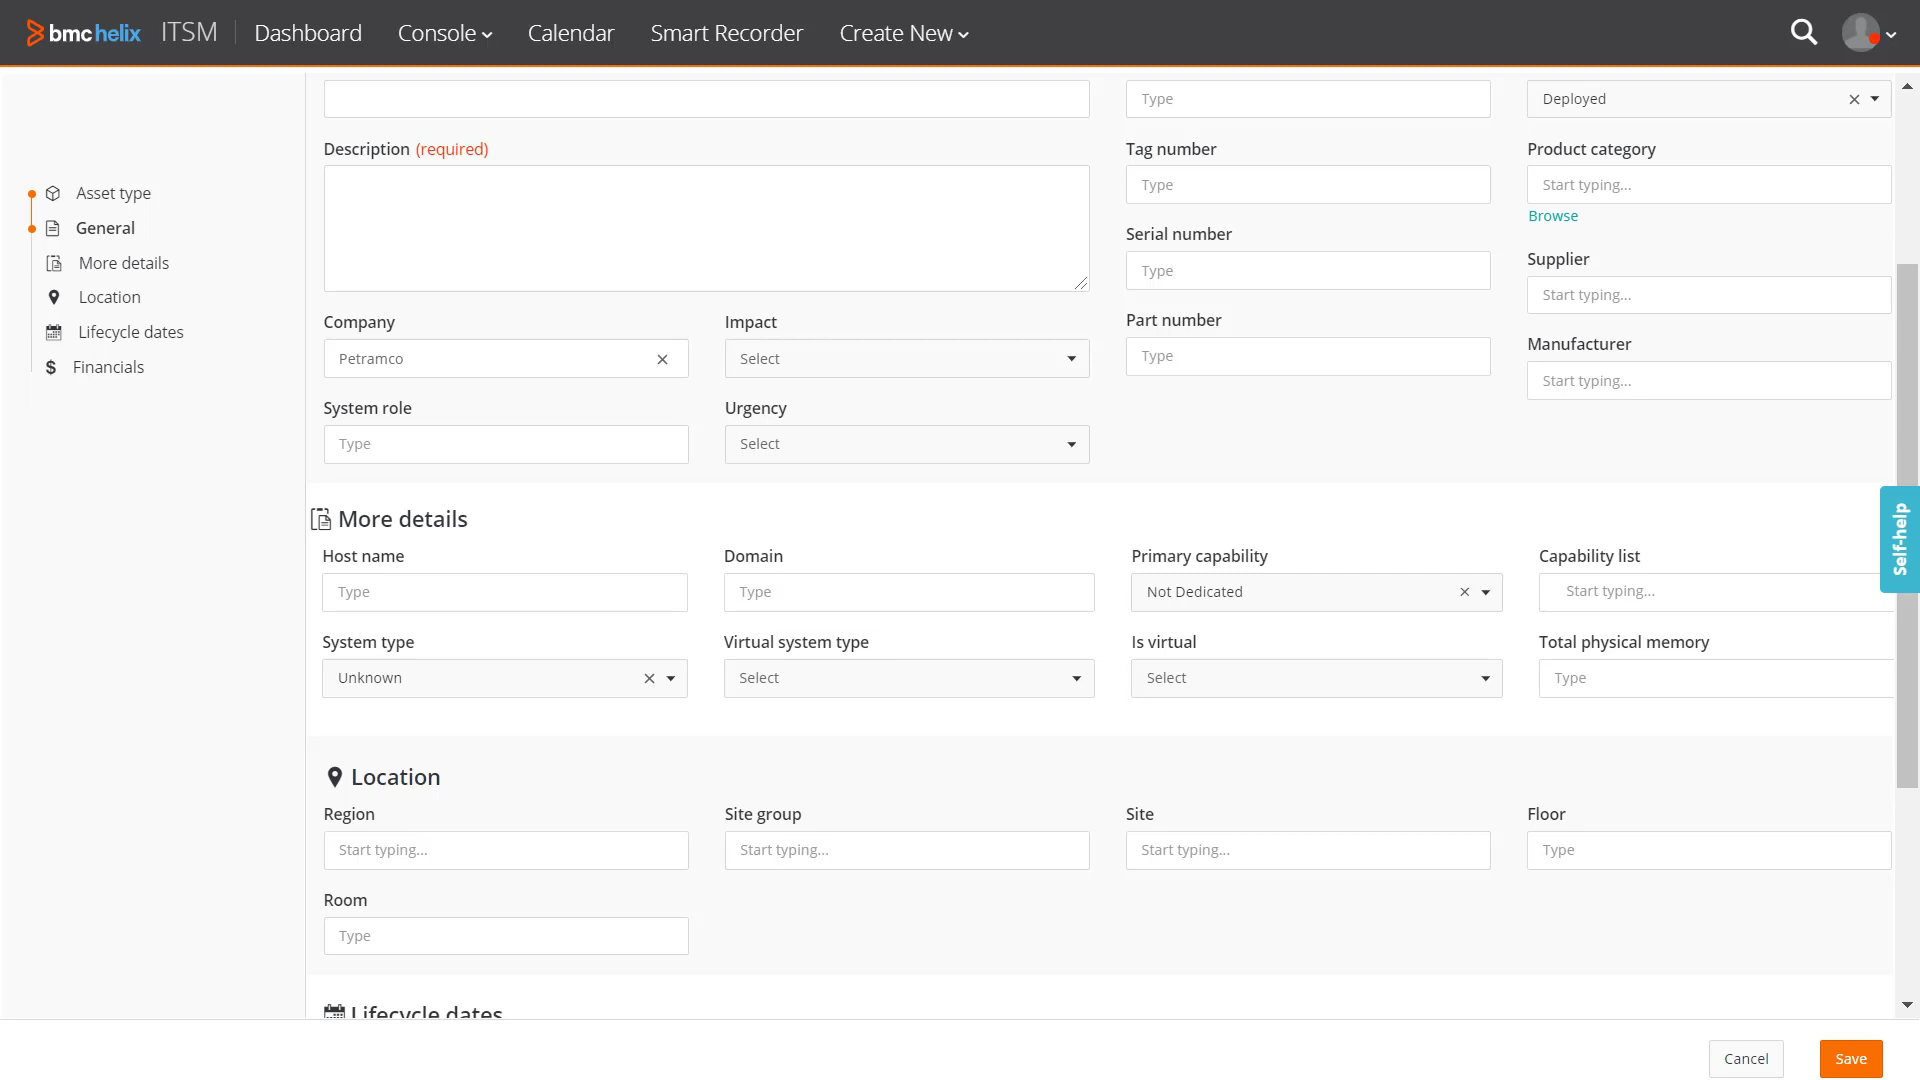 bmchelix ITSM Dashboard Console Calendar Smart Recorder Create New
Asset type
General
More details
Location
Lifecycle dates
Financials
Type
Deployed
Description (required)
Tag number
Type
Product category
Start typing...
Browse
Serial number
Type
Supplier
Start typing...
Company
Petramco
Impact
Select
Part number
Type
Manufacturer
Start typing...
System role
Type
Urgency
Select
More details
Host name
Type
Domain
Type
Primary capability
Not Dedicated
Capability list
Start typing...
System type
Unknown
Virtual system type
Select
Is virtual
Select
Total physical memory
Type
Location
Region
Start typing...
Site group
Start typing...
Site
Start typing...
Floor
Type
Room
Type
Lifecycle dates
Self-help
Cancel
Save